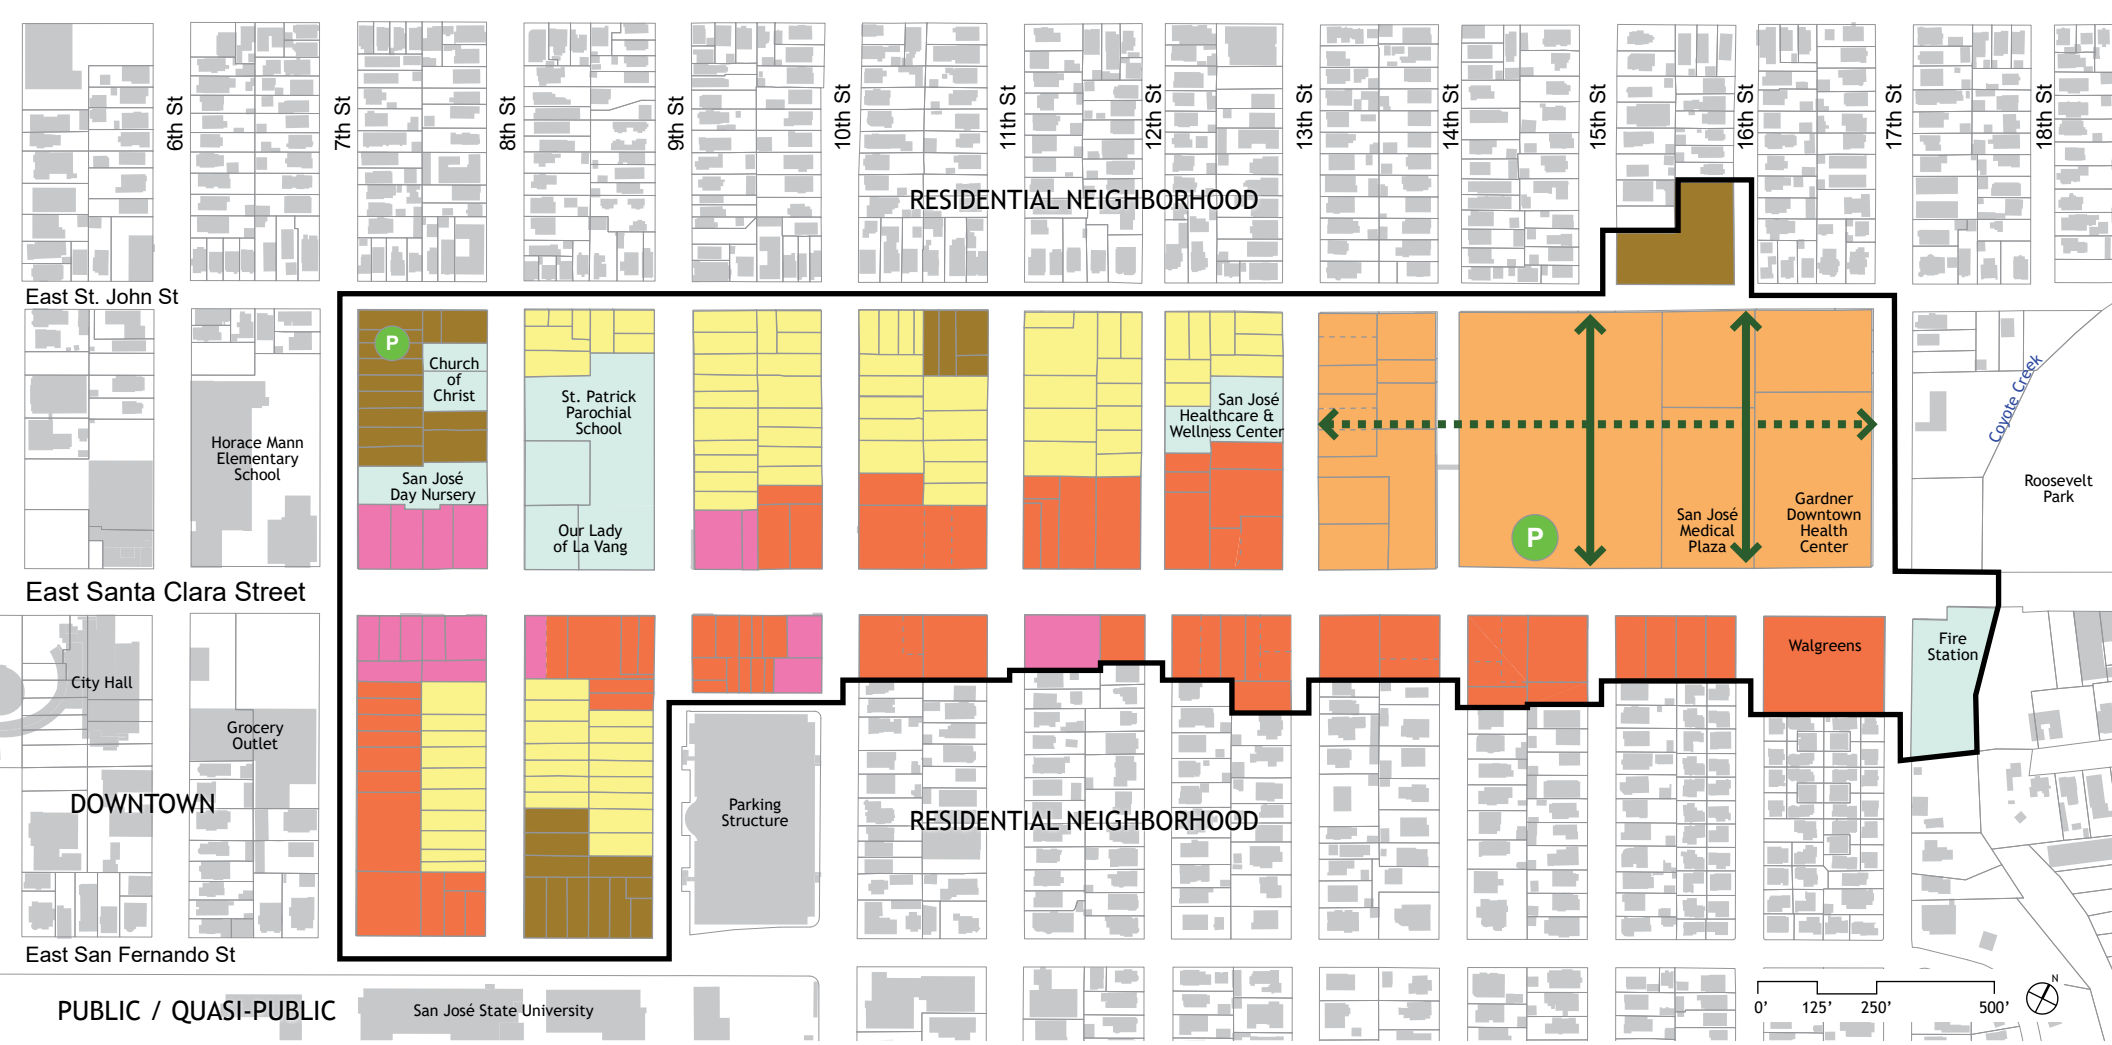 6th St
7th St
8th St
9th St
10th St
11th St
12th St
13th St
14th St
15th St
16th St
17th St
18th St
RESIDENTIAL NEIGHBORHOOD
East St. John St
P
Church
of
Christ
St. Patrick
Parochial
School
San José
Healthcare &
Wellness Center
Coyote Creek
Horace Mann
Elementary
School
San José
Day Nursery
Our Lady
of La Vang
P
San José
Medical
Plaza
Gardner
Downtown
Health
Center
Roosevelt
Park
East Santa Clara Street
City Hall
Grocery
Outlet
Walgreens
Fire
Station
DOWNTOWN
Parking
Structure
RESIDENTIAL NEIGHBORHOOD
East San Fernando St
PUBLIC / QUASI-PUBLIC
San José State University
0'
125'
250'
500'
N